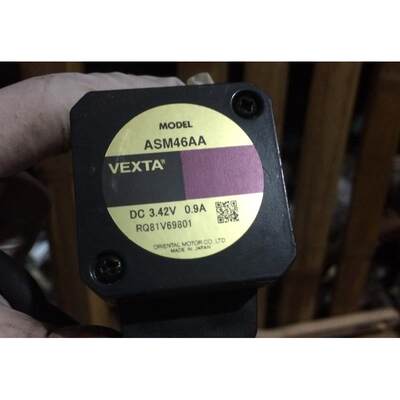 MODEL
ASM46AA
VEXTA®
DC 3.42V 0.9A
RQ81V69801
ORIENTAL MOTOR CO.,LTD.
MADE IN JAPAN